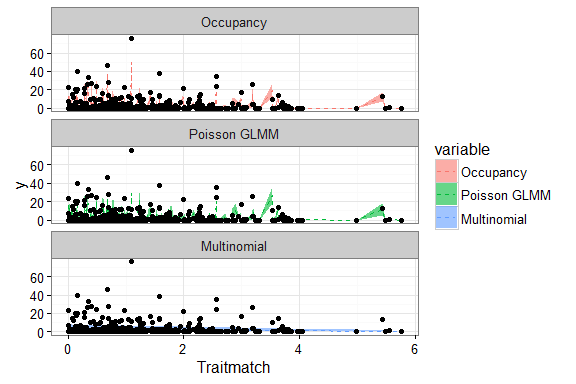 Occupancy
60
40
20
0
Poisson GLMM
60
40
20
0
y
Multinomial
60
40
20
0
0 2 4 6
Traitmatch
variable
Occupancy
Poisson GLMM
Multinomial